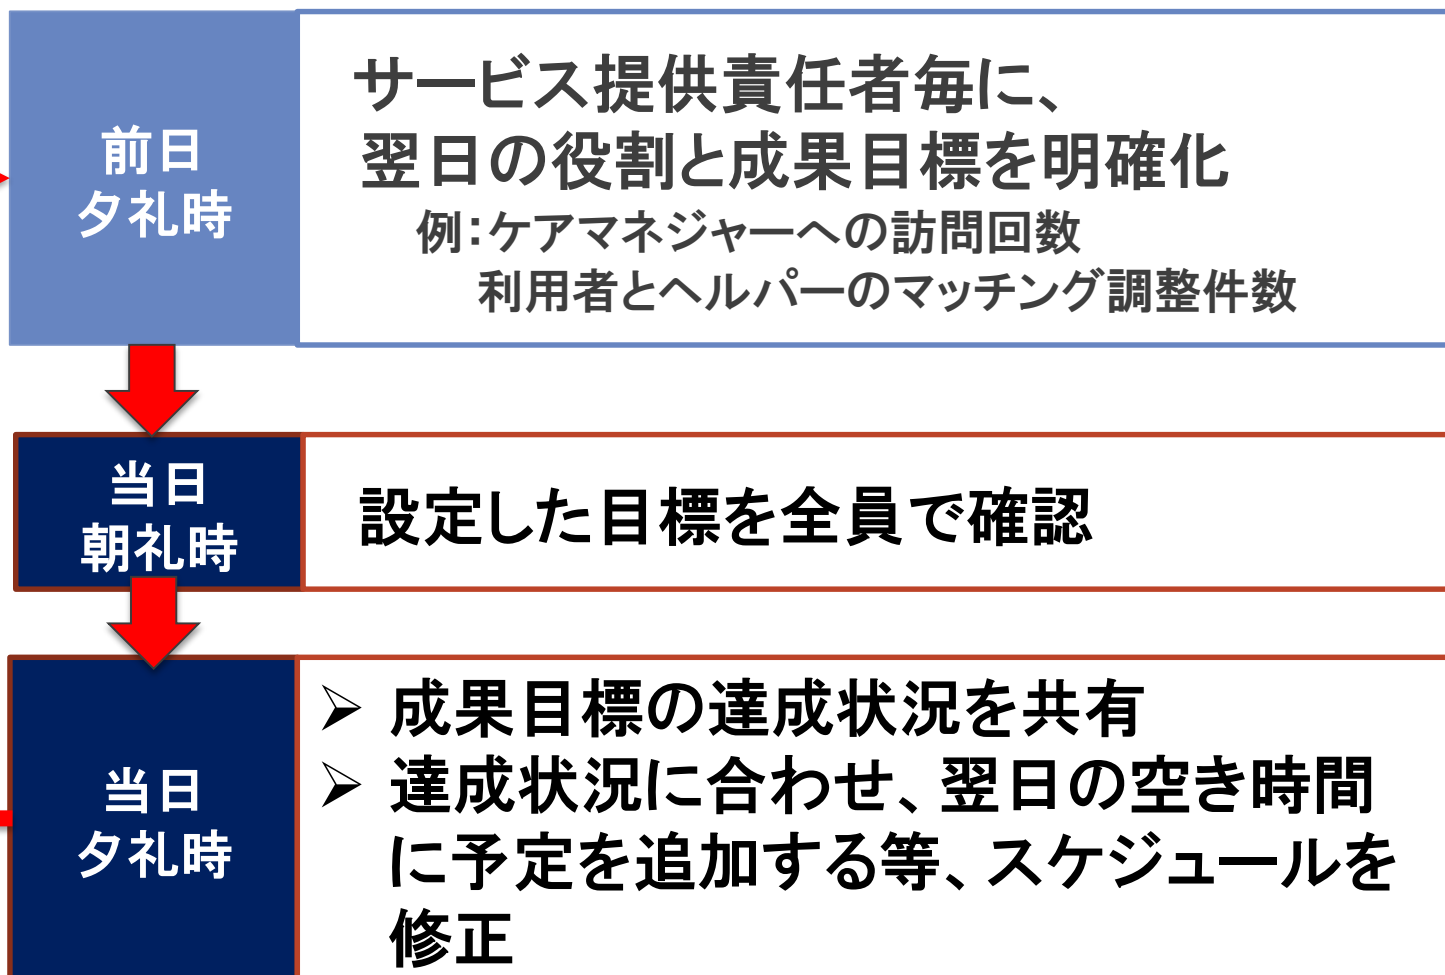 前日
夕礼時
サービス提供責任者毎に、
翌日の役割と成果目標を明確化
例：ケアマネジャーへの訪問回数
利用者とヘルパーのマッチング調整件数
当日
朝礼時
設定した目標を全員で確認
当日
夕礼時
➢ 成果目標の達成状況を共有
➢ 達成状況に合わせ、翌日の空き時間
に予定を追加する等、スケジュールを
修正